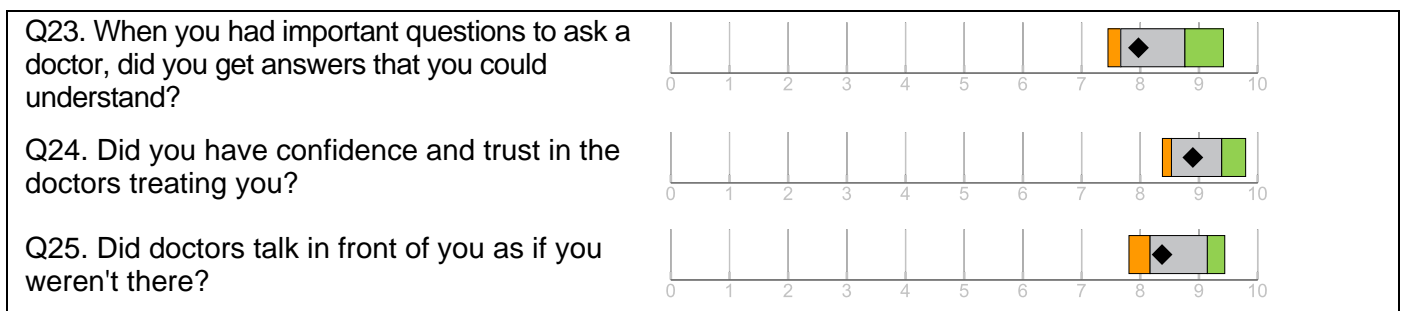 Q23. When you had important questions to ask a
doctor, did you get answers that you could
understand?
0 1 2 3 4 5 6 7 8 9 10
Q24. Did you have confidence and trust in the
doctors treating you?
0 1 2 3 4 5 6 7 8 9 10
Q25. Did doctors talk in front of you as if you
weren't there?
0 1 2 3 4 5 6 7 8 9 10